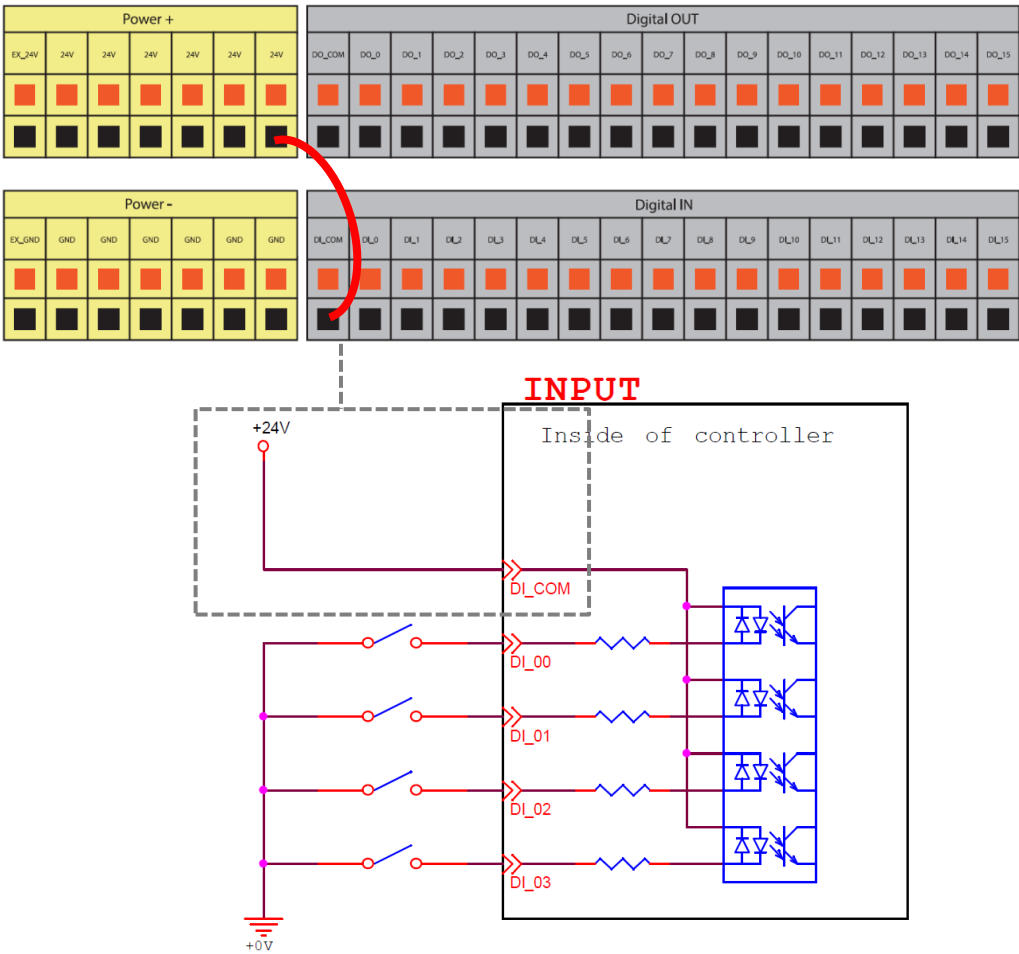 Power +
Digital OUT
EX_24V 24V 24V 24V 24V 24V 24V
DO_COM DO_0 DO_1 DO_2 DO_3 DO_4 DO_5 DO_6 DO_7 DO_8 DO_9 DO_10 DO_11 DO_12 DO_13 DO_14 DO_15
Power -
Digital IN
EX_GND GND GND GND GND GND GND
DI_COM DI_0 DI_1 DI_2 DI_3 DI_4 DI_5 DI_6 DI_7 DI_8 DI_9 DI_10 DI_11 DI_12 DI_13 DI_14 DI_15
INPUT
+24V
Inside of controller
DI_COM
DI_00
DI_01
DI_02
DI_03
+0V